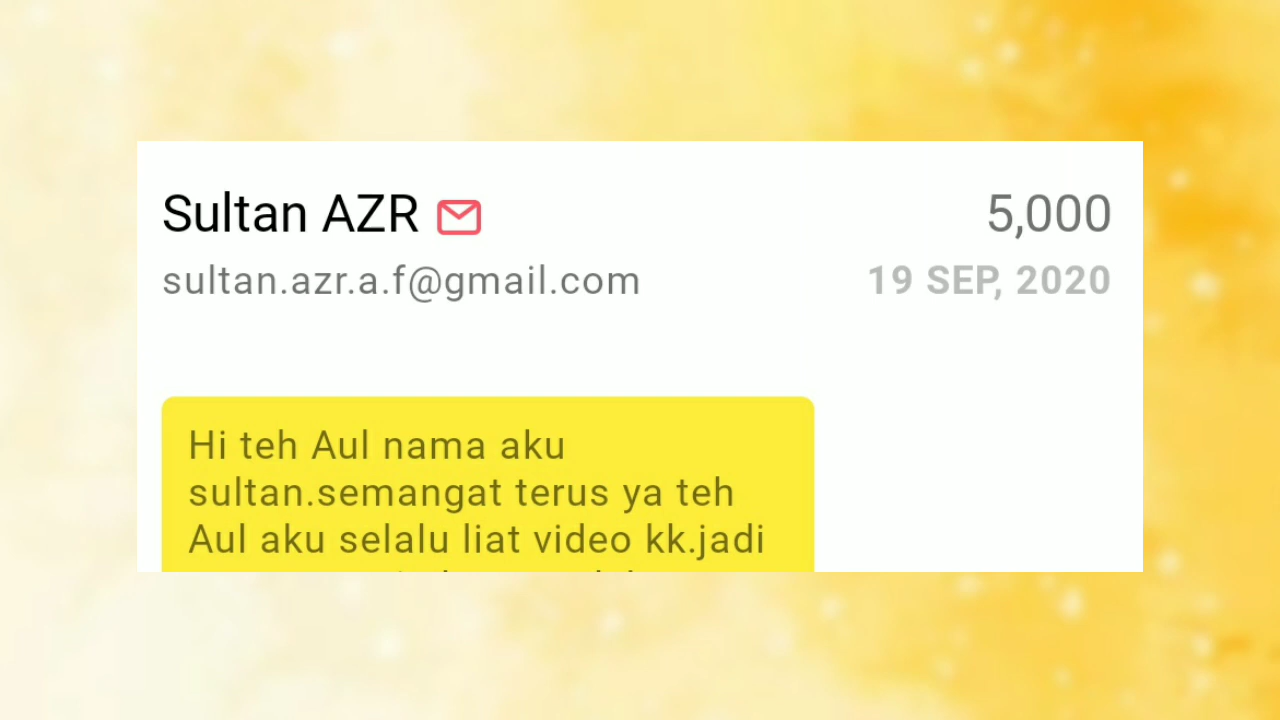 Sultan AZR
5,000
sultan.azr.a.f@gmail.com
19 SEP, 2020
Hi teh Aul nama aku
sultan.semangat terus ya teh
Aul aku selalu liat video kk.jadi